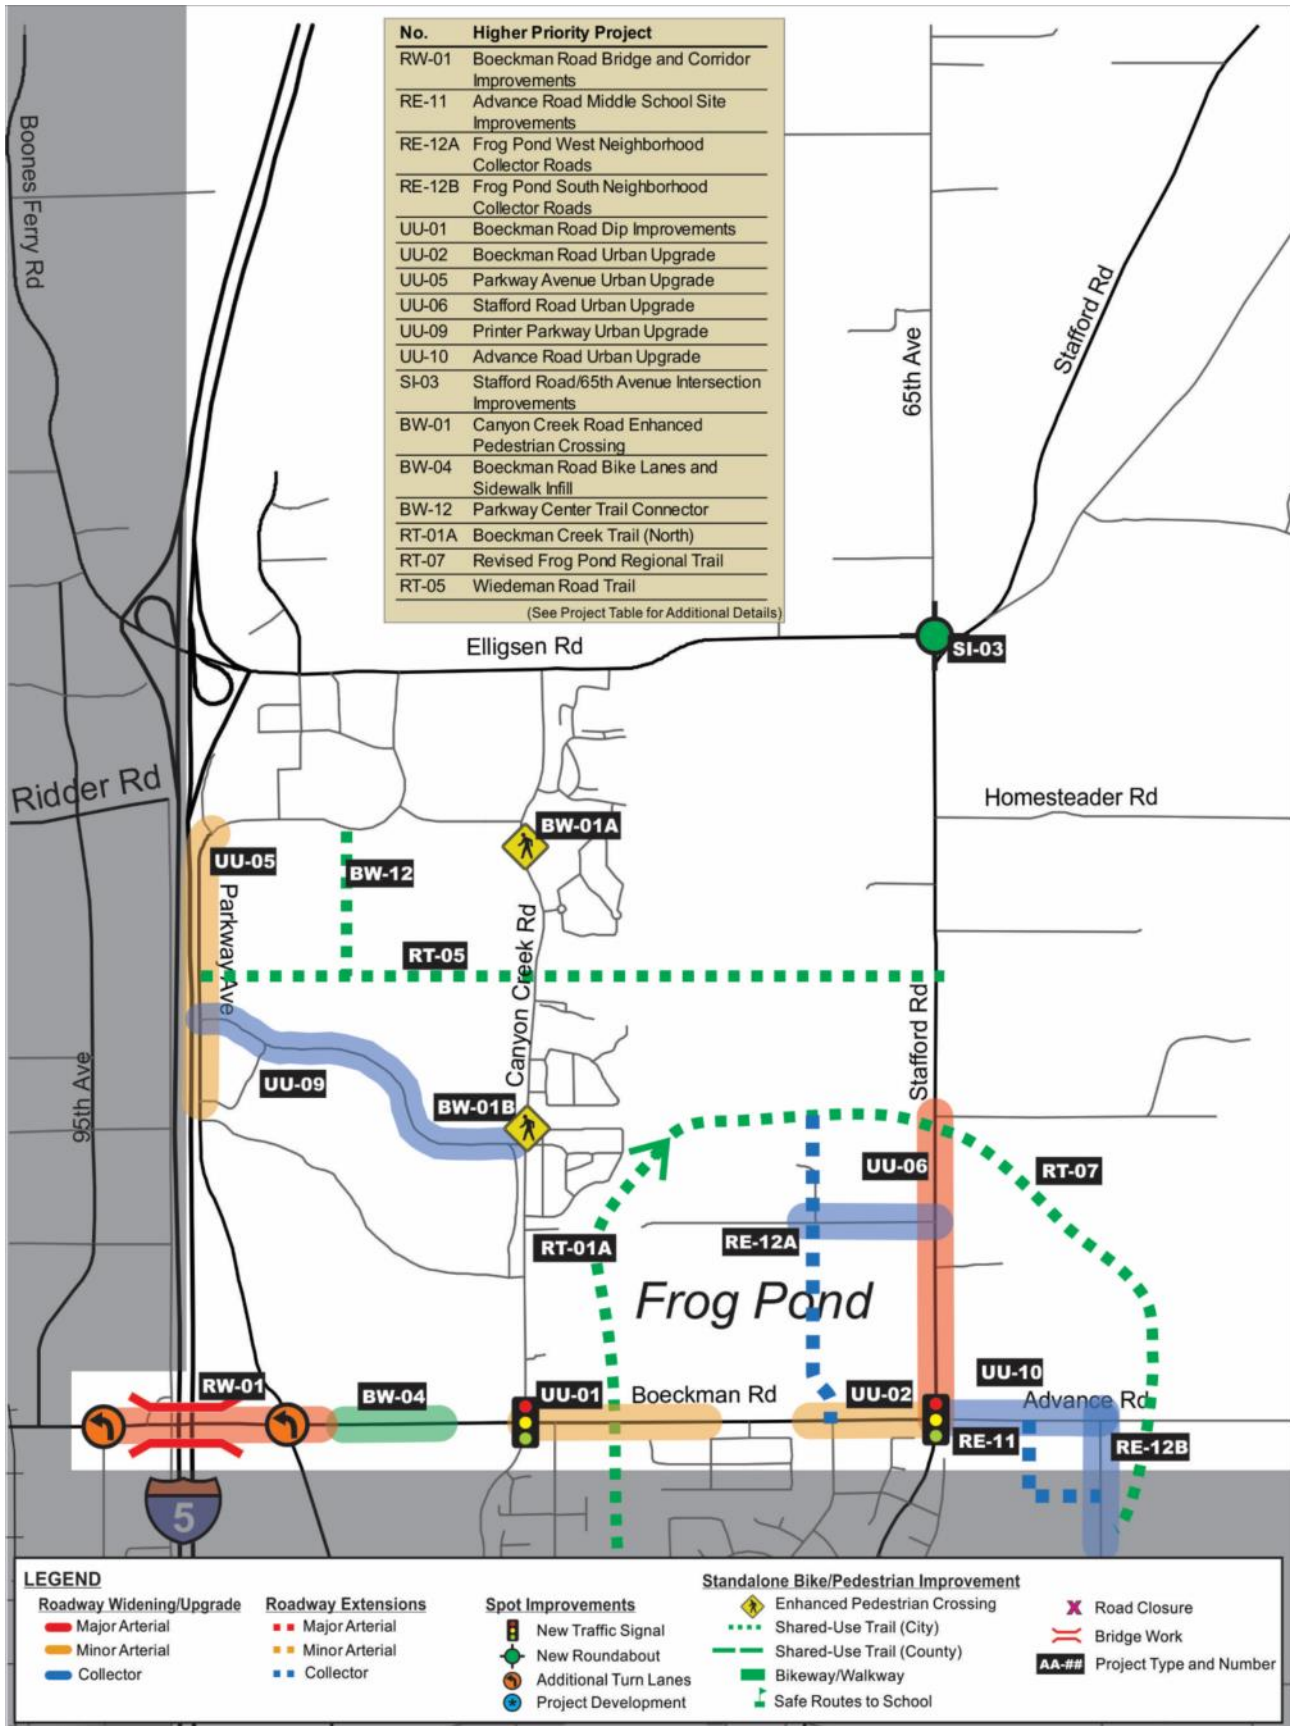 No. Higher Priority Project
RW-01 Boeckman Road Bridge and Corridor
Improvements
RE-11 Advance Road Middle School Site
Improvements
RE-12A Frog Pond West Neighborhood
Collector Roads
RE-12B Frog Pond South Neighborhood
Collector Roads
UU-01 Boeckman Road Dip Improvements
UU-02 Boeckman Road Urban Upgrade
UU-05 Parkway Avenue Urban Upgrade
UU-06 Stafford Road Urban Upgrade
UU-09 Printer Parkway Urban Upgrade
UU-10 Advance Road Urban Upgrade
SI-03 Stafford Road/65th Avenue Intersection
Improvements
BW-01 Canyon Creek Road Enhanced
Pedestrian Crossing
BW-04 Boeckman Road Bike Lanes and
Sidewalk Infill
BW-12 Parkway Center Trail Connector
RT-01A Boeckman Creek Trail (North)
RT-07 Revised Frog Pond Regional Trail
RT-05 Wiedeman Road Trail
(See Project Table for Additional Details)
Boones Ferry Rd
65th Ave
Stafford Rd
Elligsen Rd
SI-03
Ridder Rd
Homesteader Rd
BW-01A
UU-05
BW-12
Parkway Ave
Canyon Creek Rd
RT-05
Stafford Rd
95th Ave
UU-09
BW-01B
UU-06
RT-07
RT-01A
RE-12A
Frog Pond
RW-01
BW-04
UU-01
Boeckman Rd
UU-02
UU-10
Advance Rd
RE-11
RE-12B
5
LEGEND
Roadway Widening/Upgrade
Major Arterial
Minor Arterial
Collector
Roadway Extensions
Major Arterial
Minor Arterial
Collector
Spot Improvements
New Traffic Signal
New Roundabout
Additional Turn Lanes
Project Development
Standalone Bike/Pedestrian Improvement
Enhanced Pedestrian Crossing
Shared-Use Trail (City)
Shared-Use Trail (County)
Bikeway/Walkway
Safe Routes to School
Road Closure
Bridge Work
AA-## Project Type and Number